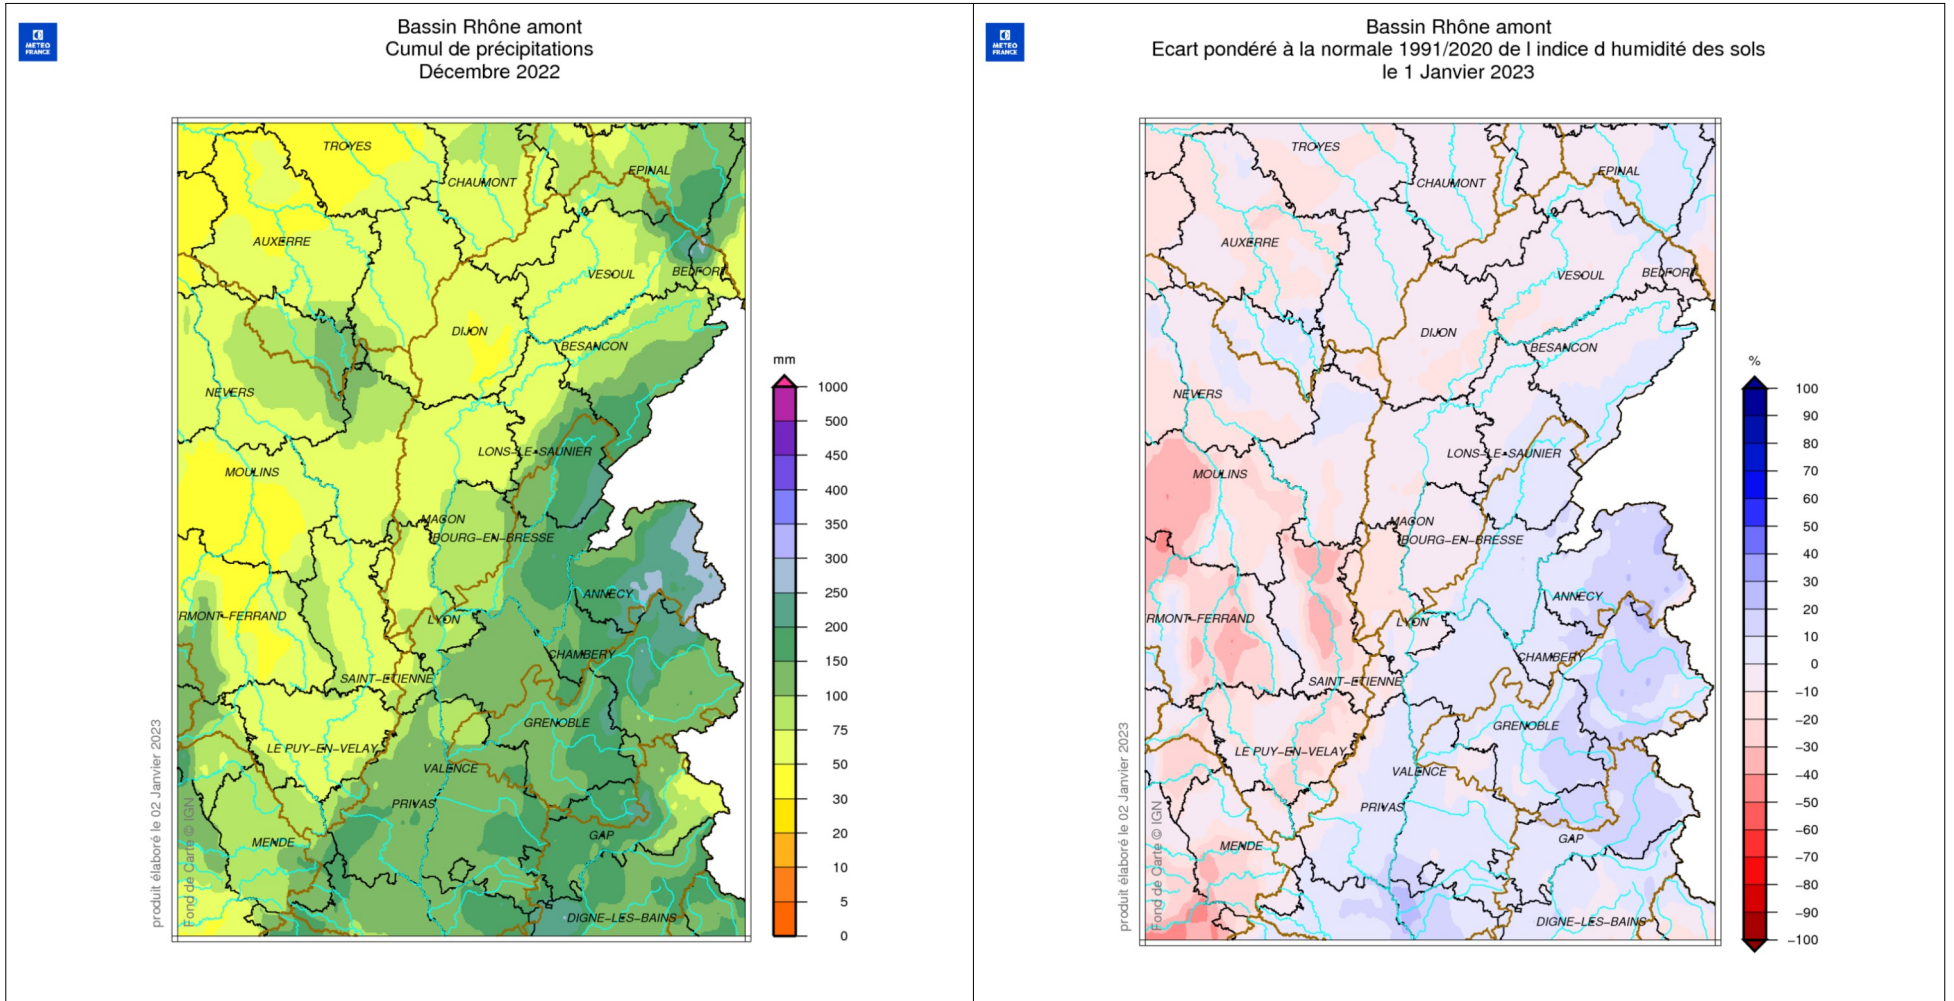 METEO
FRANCE
Bassin Rhône amont
Cumul de précipitations
Décembre 2022
TROYES
CHAUMONT
EPINAL
AUXERRE
VESOUL
BELFORT
DIJON
BESANCON
NEVERS
LONS-LE-SAUNIER
MOULINS
MACON
BOURG-EN-BRESSE
ANNECY
RMONT-FERRAND
LYON
CHAMBERY
SAINT-ETIENNE
GRENOBLE
LE PUY-EN-VELAY
VALENCE
PRIVAS
GAP
MENDE
DIGNE-LES-BAINS
produit élaboré le 02 Janvier 2023
Fond de Carte © IGN
mm
1000
500
450
400
350
300
250
200
150
100
75
50
30
20
10
5
0
METEO
FRANCE
Bassin Rhône amont
Ecart pondéré à la normale 1991/2020 de l indice d humidité des sols
le 1 Janvier 2023
TROYES
CHAUMONT
EPINAL
AUXERRE
VESOUL
BELFORT
DIJON
BESANCON
NEVERS
LONS-LE-SAUNIER
MOULINS
MACON
BOURG-EN-BRESSE
ANNECY
RMONT-FERRAND
LYON
CHAMBERY
SAINT-ETIENNE
GRENOBLE
LE PUY-EN-VELAY
VALENCE
PRIVAS
GAP
MENDE
DIGNE-LES-BAINS
produit élaboré le 02 Janvier 2023
Fond de Carte © IGN
%
100
90
80
70
60
50
40
30
20
10
0
-10
-20
-30
-40
-50
-60
-70
-80
-90
-100